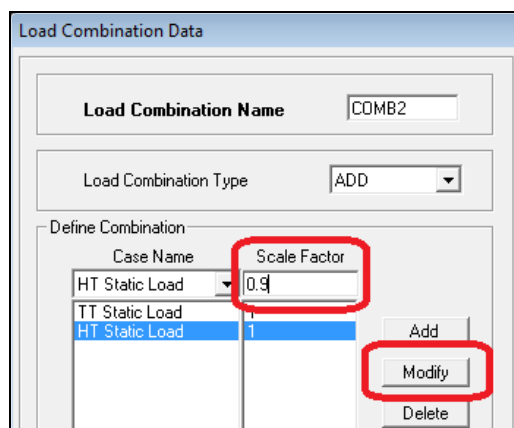 Load Combination Data
Load Combination Name COMB2
Load Combination Type ADD
Define Combination
Case Name Scale Factor
HT Static Load 0.9
TT Static Load 1
HT Static Load 1
Add
Modify
Delete